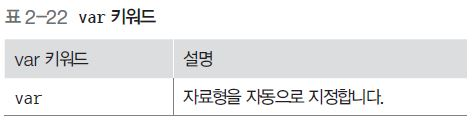 표 2-22 var 키워드
var 키워드 설명
var 자료형을 자동으로 지정합니다.